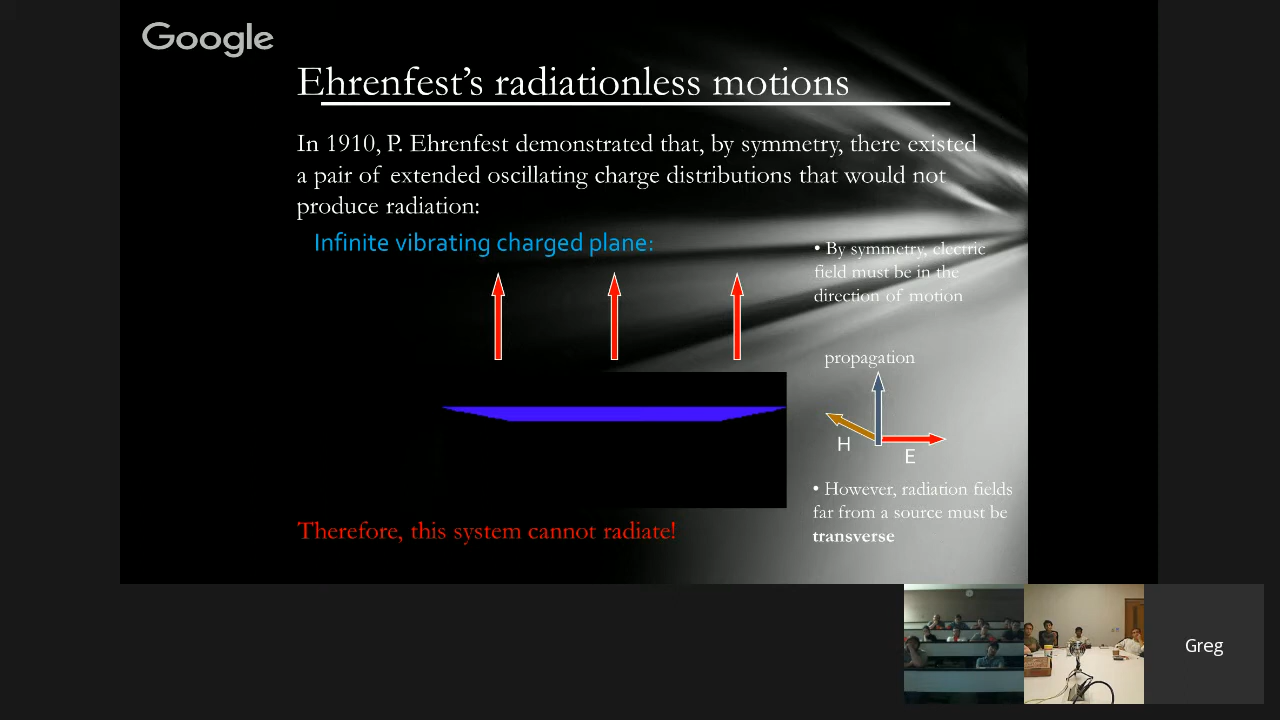 Google
Ehrenfest's radiationless motions
In 1910, P. Ehrenfest demonstrated that, by symmetry, there existed
a pair of extended oscillating charge distributions that would not
produce radiation:
Infinite vibrating charged plane:
• By symmetry, electric
field must be in the
direction of motion
propagation
H
E
• However, radiation fields
far from a source must be
transverse
Therefore, this system cannot radiate!
Greg